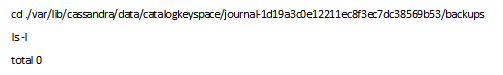 cd ./var/lib/cassandra/data/catalogkeyspace/journal-1d19a3c0e12211ec8f3ec7dc38569b53/backups
ls -l
total 0